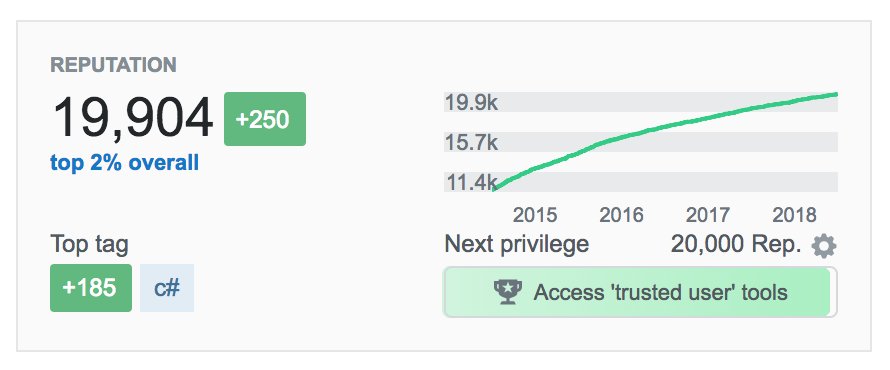 REPUTATION
19,904 +250
top 2% overall
19.9k
15.7k
11.4k
2015 2016 2017 2018
Top tag
+185 c#
Next privilege 20,000 Rep.
Access 'trusted user' tools